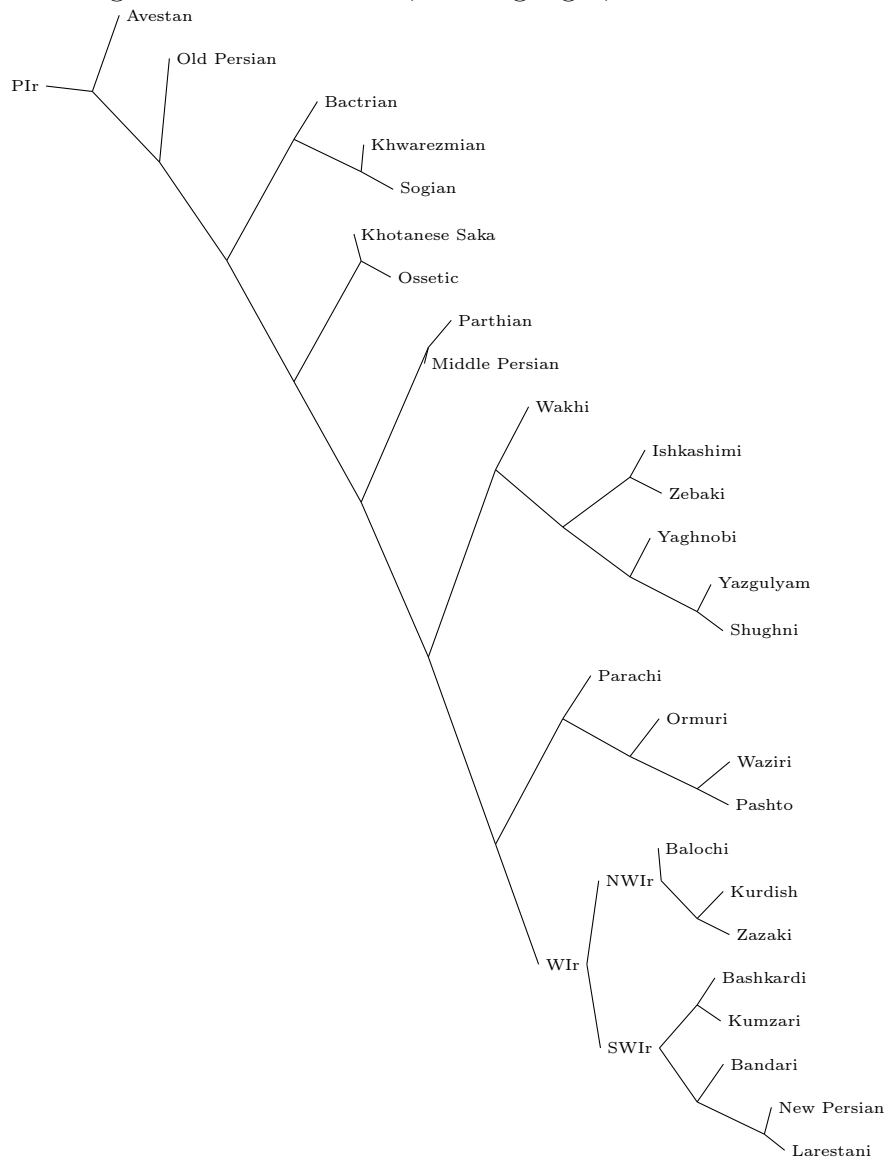 Avestan
Old Persian
PIr
Bactrian
Khwarezmian
Sogian
Khotanese Saka
Ossetic
Parthian
Middle Persian
Wakhi
Ishkashimi
Zebaki
Yaghnobi
Yazgulyam
Shughni
Parachi
Ormuri
Waziri
Pashto
Balochi
NWIr
Kurdish
Zazaki
WIr
Bashkardi
Kumzari
SWIr
Bandari
New Persian
Larestani